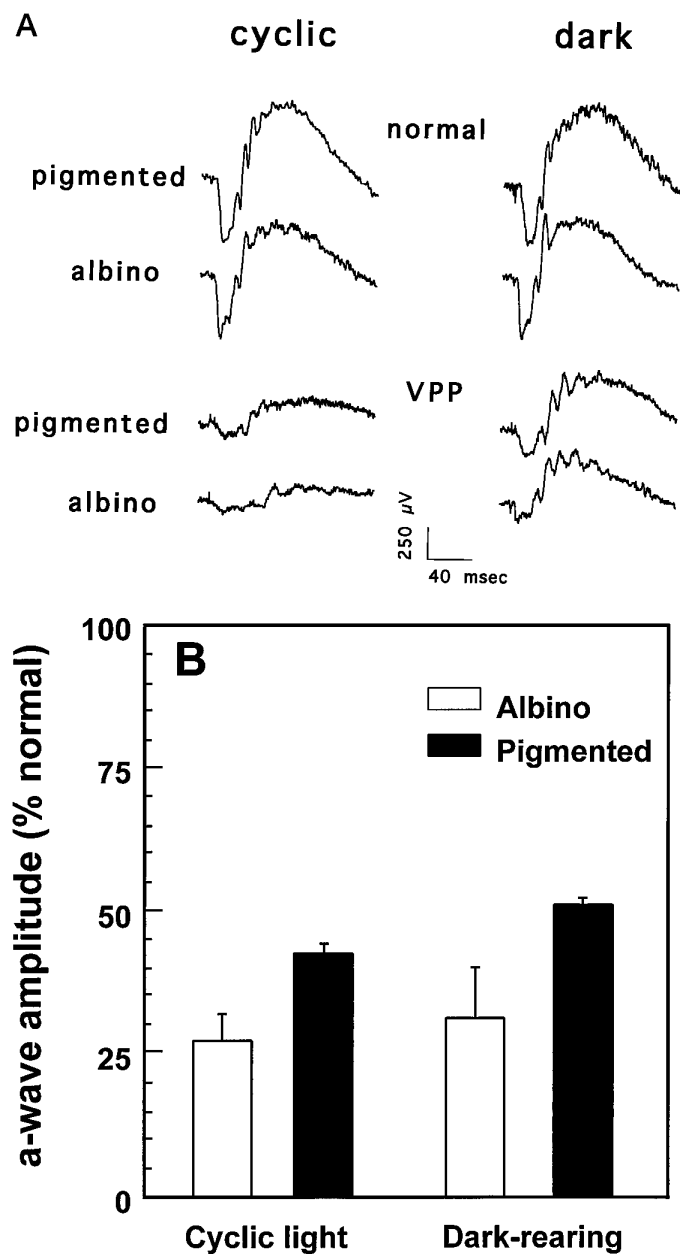 A
cyclic dark
normal
pigmented
albino
VPP
pigmented
albino
250 µV
40 msec
B
100
75
50
25
0
a-wave amplitude (% normal)
Albino
Pigmented
Cyclic light Dark-rearing